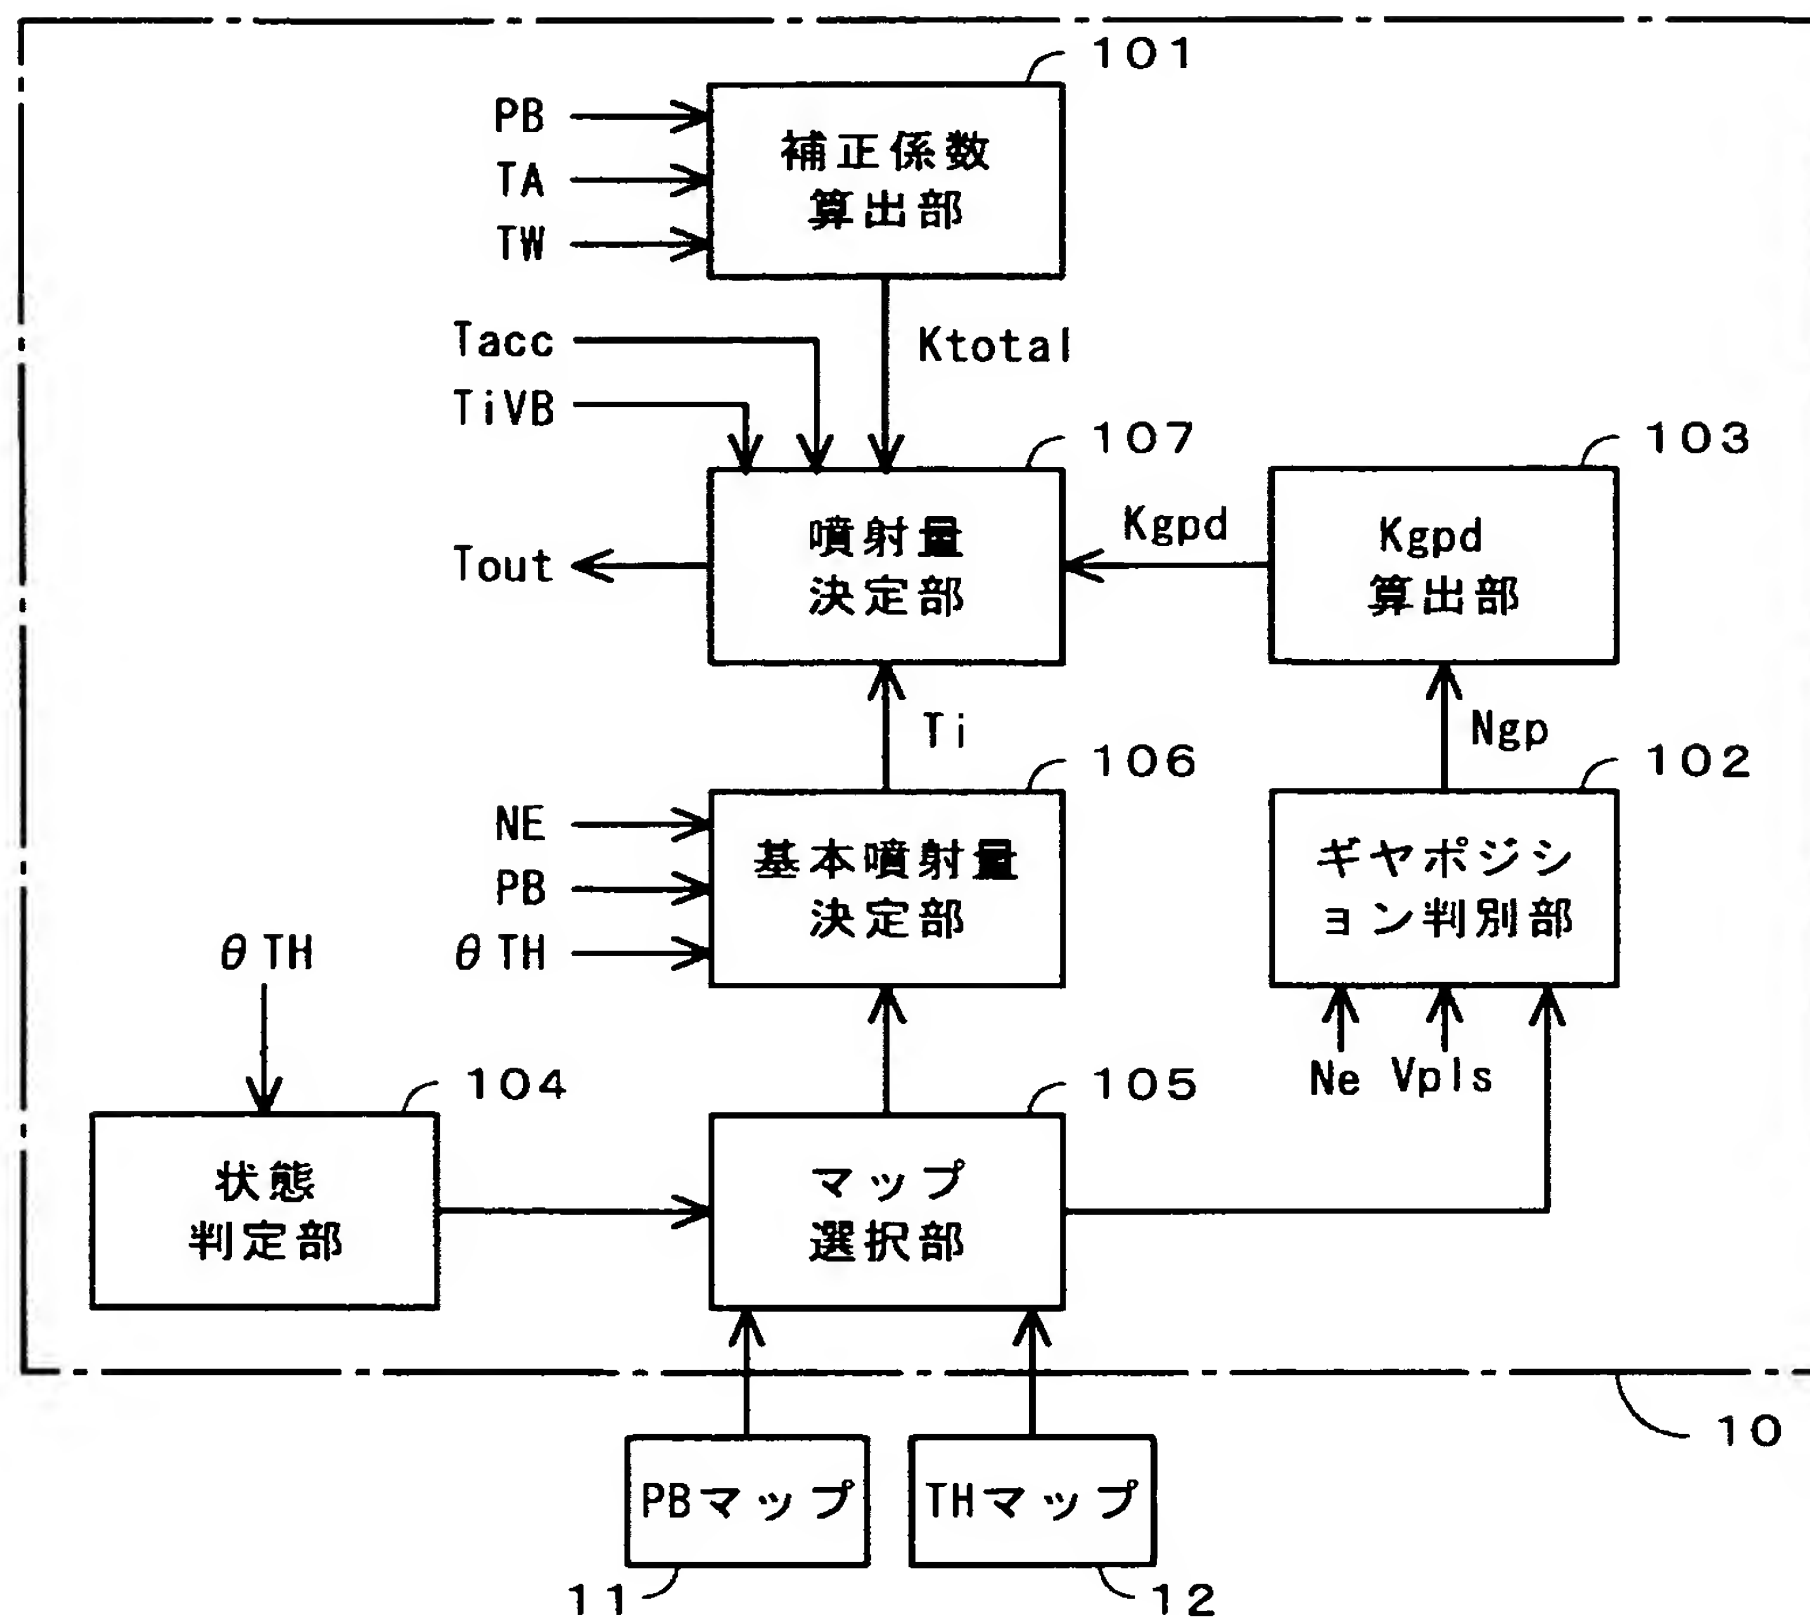 101
PB
補正係数
TA
算出部
TW
Tacc
Ktotal
TiVB
107
103
Kgpd
噴射量
Kgpd
Tout
決定部
算出部
Ti
Ngp
106
102
NE
基本噴射量
ギヤポジシ
PB
決定部
ョン判別部
θTH
θTH
Ne
Vpls
104
105
状態
マップ
判定部
選択部
10
PBマップ
THマップ
11
12